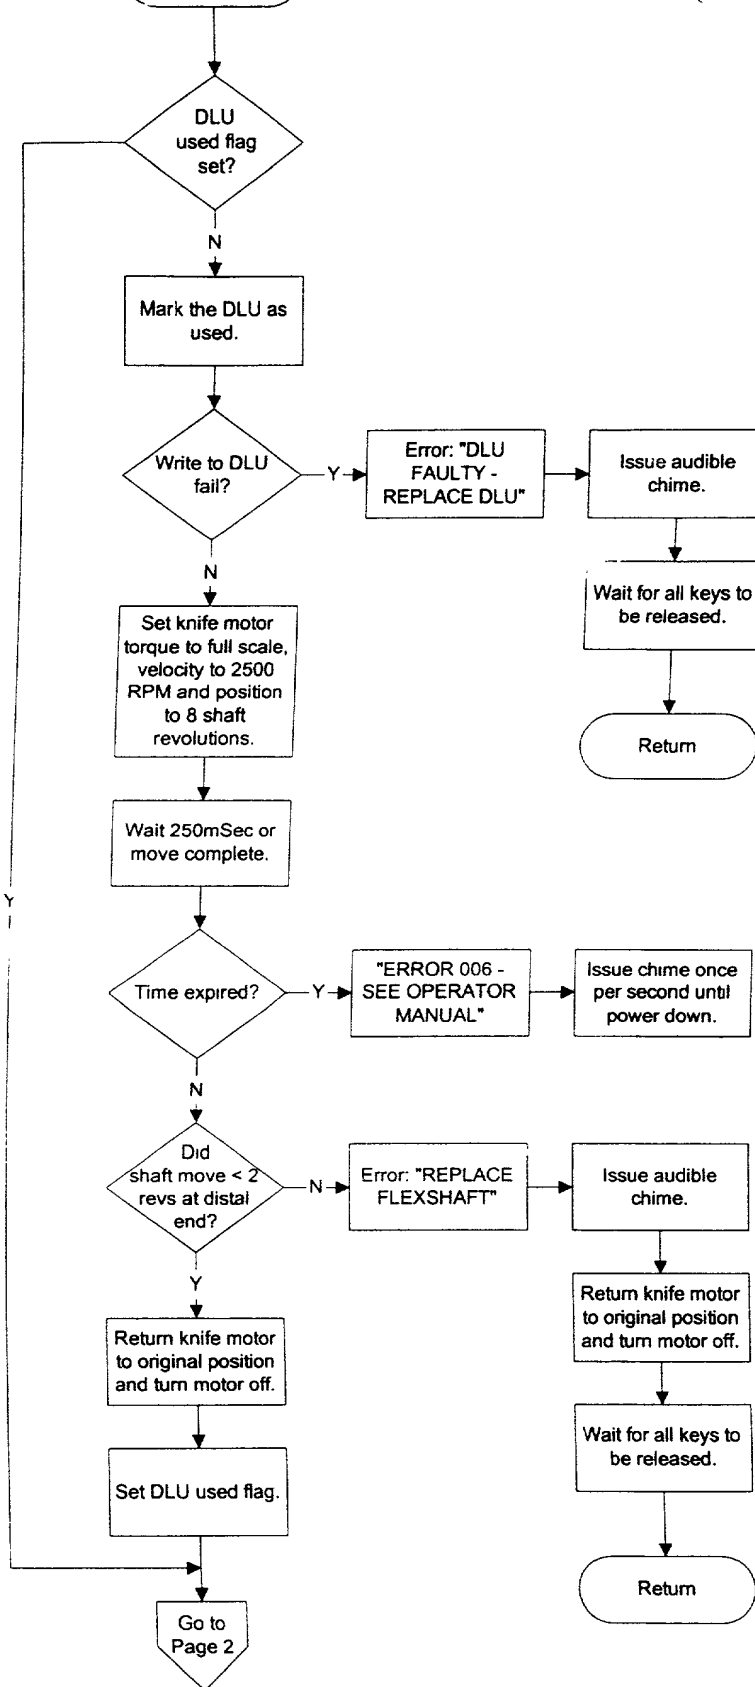 DLU
used flag
set?
N
Mark the DLU as
used.
Write to DLU
fail?
Y
Error: "DLU
FAULTY -
REPLACE DLU"
Issue audible
chime.
N
Wait for all keys to
be released.
Set knife motor
torque to full scale,
velocity to 2500
RPM and position
to 8 shaft
revolutions.
Return
Wait 250mSec or
move complete.
Y
Time expired?
Y
"ERROR 006 -
SEE OPERATOR
MANUAL"
Issue chime once
per second until
power down.
N
Did
shaft move < 2
revs at distal
end?
N
Error: "REPLACE
FLEXSHAFT"
Issue audible
chime.
Y
Return knife motor
to original position
and turn motor off.
Return knife motor
to original position
and turn motor off.
Wait for all keys to
be released.
Set DLU used flag.
Return
Go to
Page 2